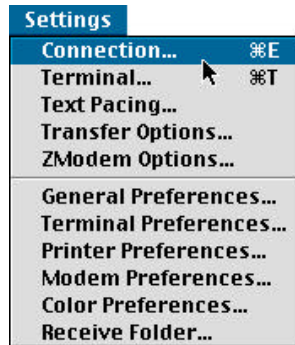 Settings
Connection... ⌘E
Terminal... ⌘T
Text Pacing...
Transfer Options...
ZModem Options...
General Preferences...
Terminal Preferences...
Printer Preferences...
Modem Preferences...
Color Preferences...
Receive Folder...